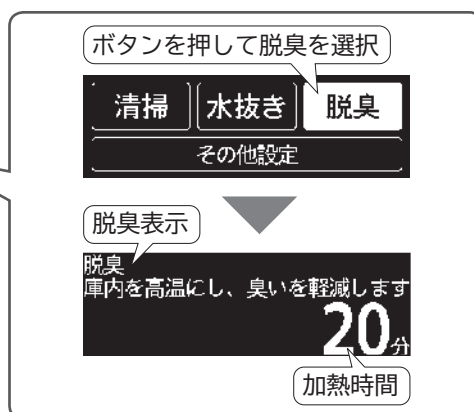 ボタンを押して脱臭を選択
清掃 水抜き 脱臭
その他設定
脱臭表示
脱臭
庫内を高温にし、臭いを軽減します
20分
加熱時間